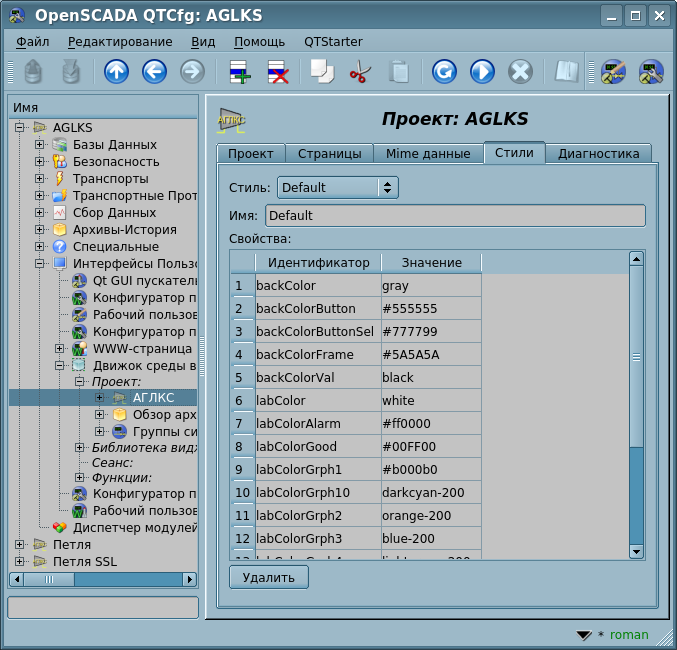 OpenSCADA QTCfg: AGLKS
Файл Редактирование Вид Помощь QTStarter
Имя
AGLKS
Базы Данных
Безопасность
Транспорты
Транспортные Прот
Сбор Данных
Архивы-История
Специальные
Интерфейсы Пользо
Qt GUI пускатель
Конфигуратор п
Рабочий пользов
Конфигуратор п
WWW-страница
Движок среды в
Проект:
АГЛКС
Обзор арх
Группы си
Библиотека видж
Сеанс:
Функции:
Конфигуратор п
Рабочий пользов
Диспетчер модулей
Петля
Петля SSL
АГЛКС
Проект: AGLKS
Проект Страницы Mime данные Стили Диагностика
Стиль: Default
Имя: Default
Свойства:
Идентификатор Значение
1 backColor gray
2 backColorButton #555555
3 backColorButtonSel #777799
4 backColorFrame #5A5A5A
5 backColorVal black
6 labColor white
7 labColorAlarm #ff0000
8 labColorGood #00FF00
9 labColorGrph1 #b000b0
10 labColorGrph10 darkcyan-200
11 labColorGrph2 orange-200
12 labColorGrph3 blue-200
Удалить
* roman